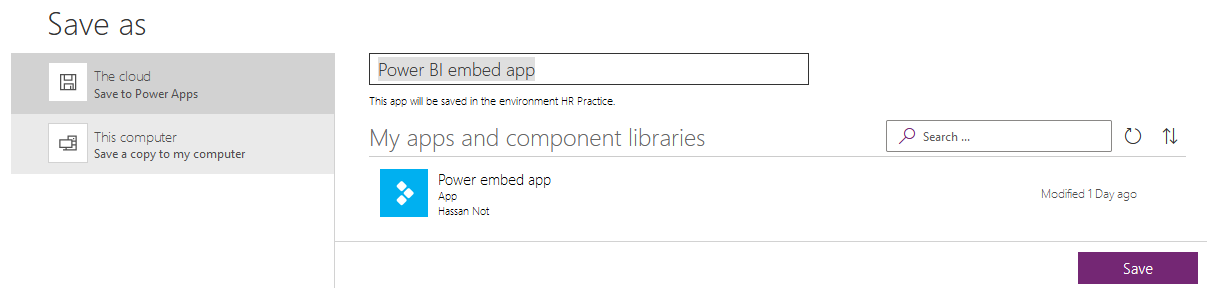 Save as
The cloud
Save to Power Apps
This computer
Save a copy to my computer
Power BI embed app
This app will be saved in the environment HR Practice.
My apps and component libraries
Search ...
Power embed app
App
Hassan Not
Modified 1 Day ago
Save